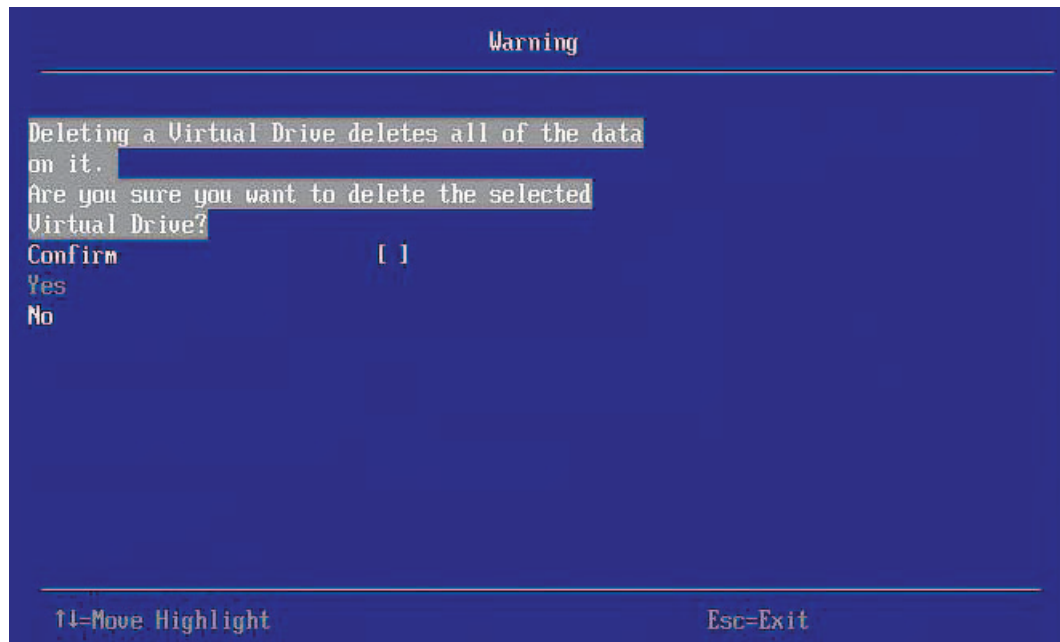 Warning
Deleting a Virtual Drive deletes all of the data
on it.
Are you sure you want to delete the selected
Virtual Drive?
Confirm [ ]
Yes
No
↑↓=Move Highlight Esc=Exit